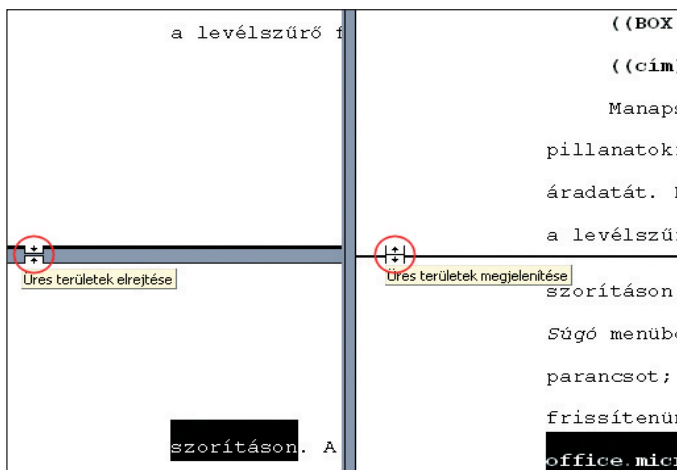 a levélszűrő f
Üres területek elrejtése
szorításon. A
((BOX
((cím)
Manaps
pillanatok
áradatát.
a levélszű
Üres területek megjelenítése
szorításon
Súgó menüb
parancsot;
frissítenü
office.micr